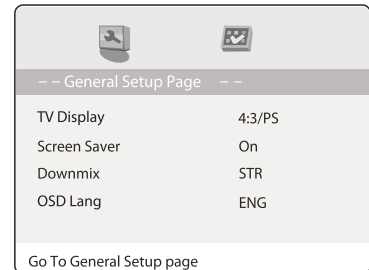 – – General Setup Page – –
TV Display 4:3/PS
Screen Saver On
Downmix STR
OSD Lang ENG
Go To General Setup page